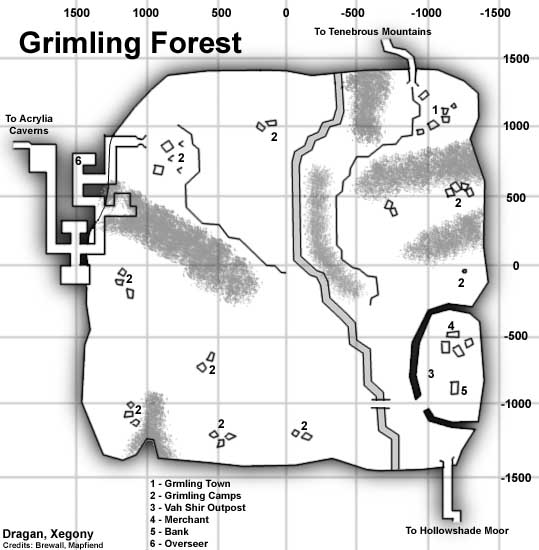 1500 1000 500 0 -500 -1000 -1500
Grimling Forest
To Tenebrous Mountains
1500
To Acrylia
Caverns
1
1000
2
6
2
500
2
0
2
2
-500
4
2
3
5
2
-1000
2
2
-1500
1 - Grmling Town
2 - Grimling Camps
3 - Vah Shir Outpost
4 - Merchant
5 - Bank
6 - Overseer
Dragan, Xegony
Credits: Brewall, Mapfiend
To Hollowshade Moor